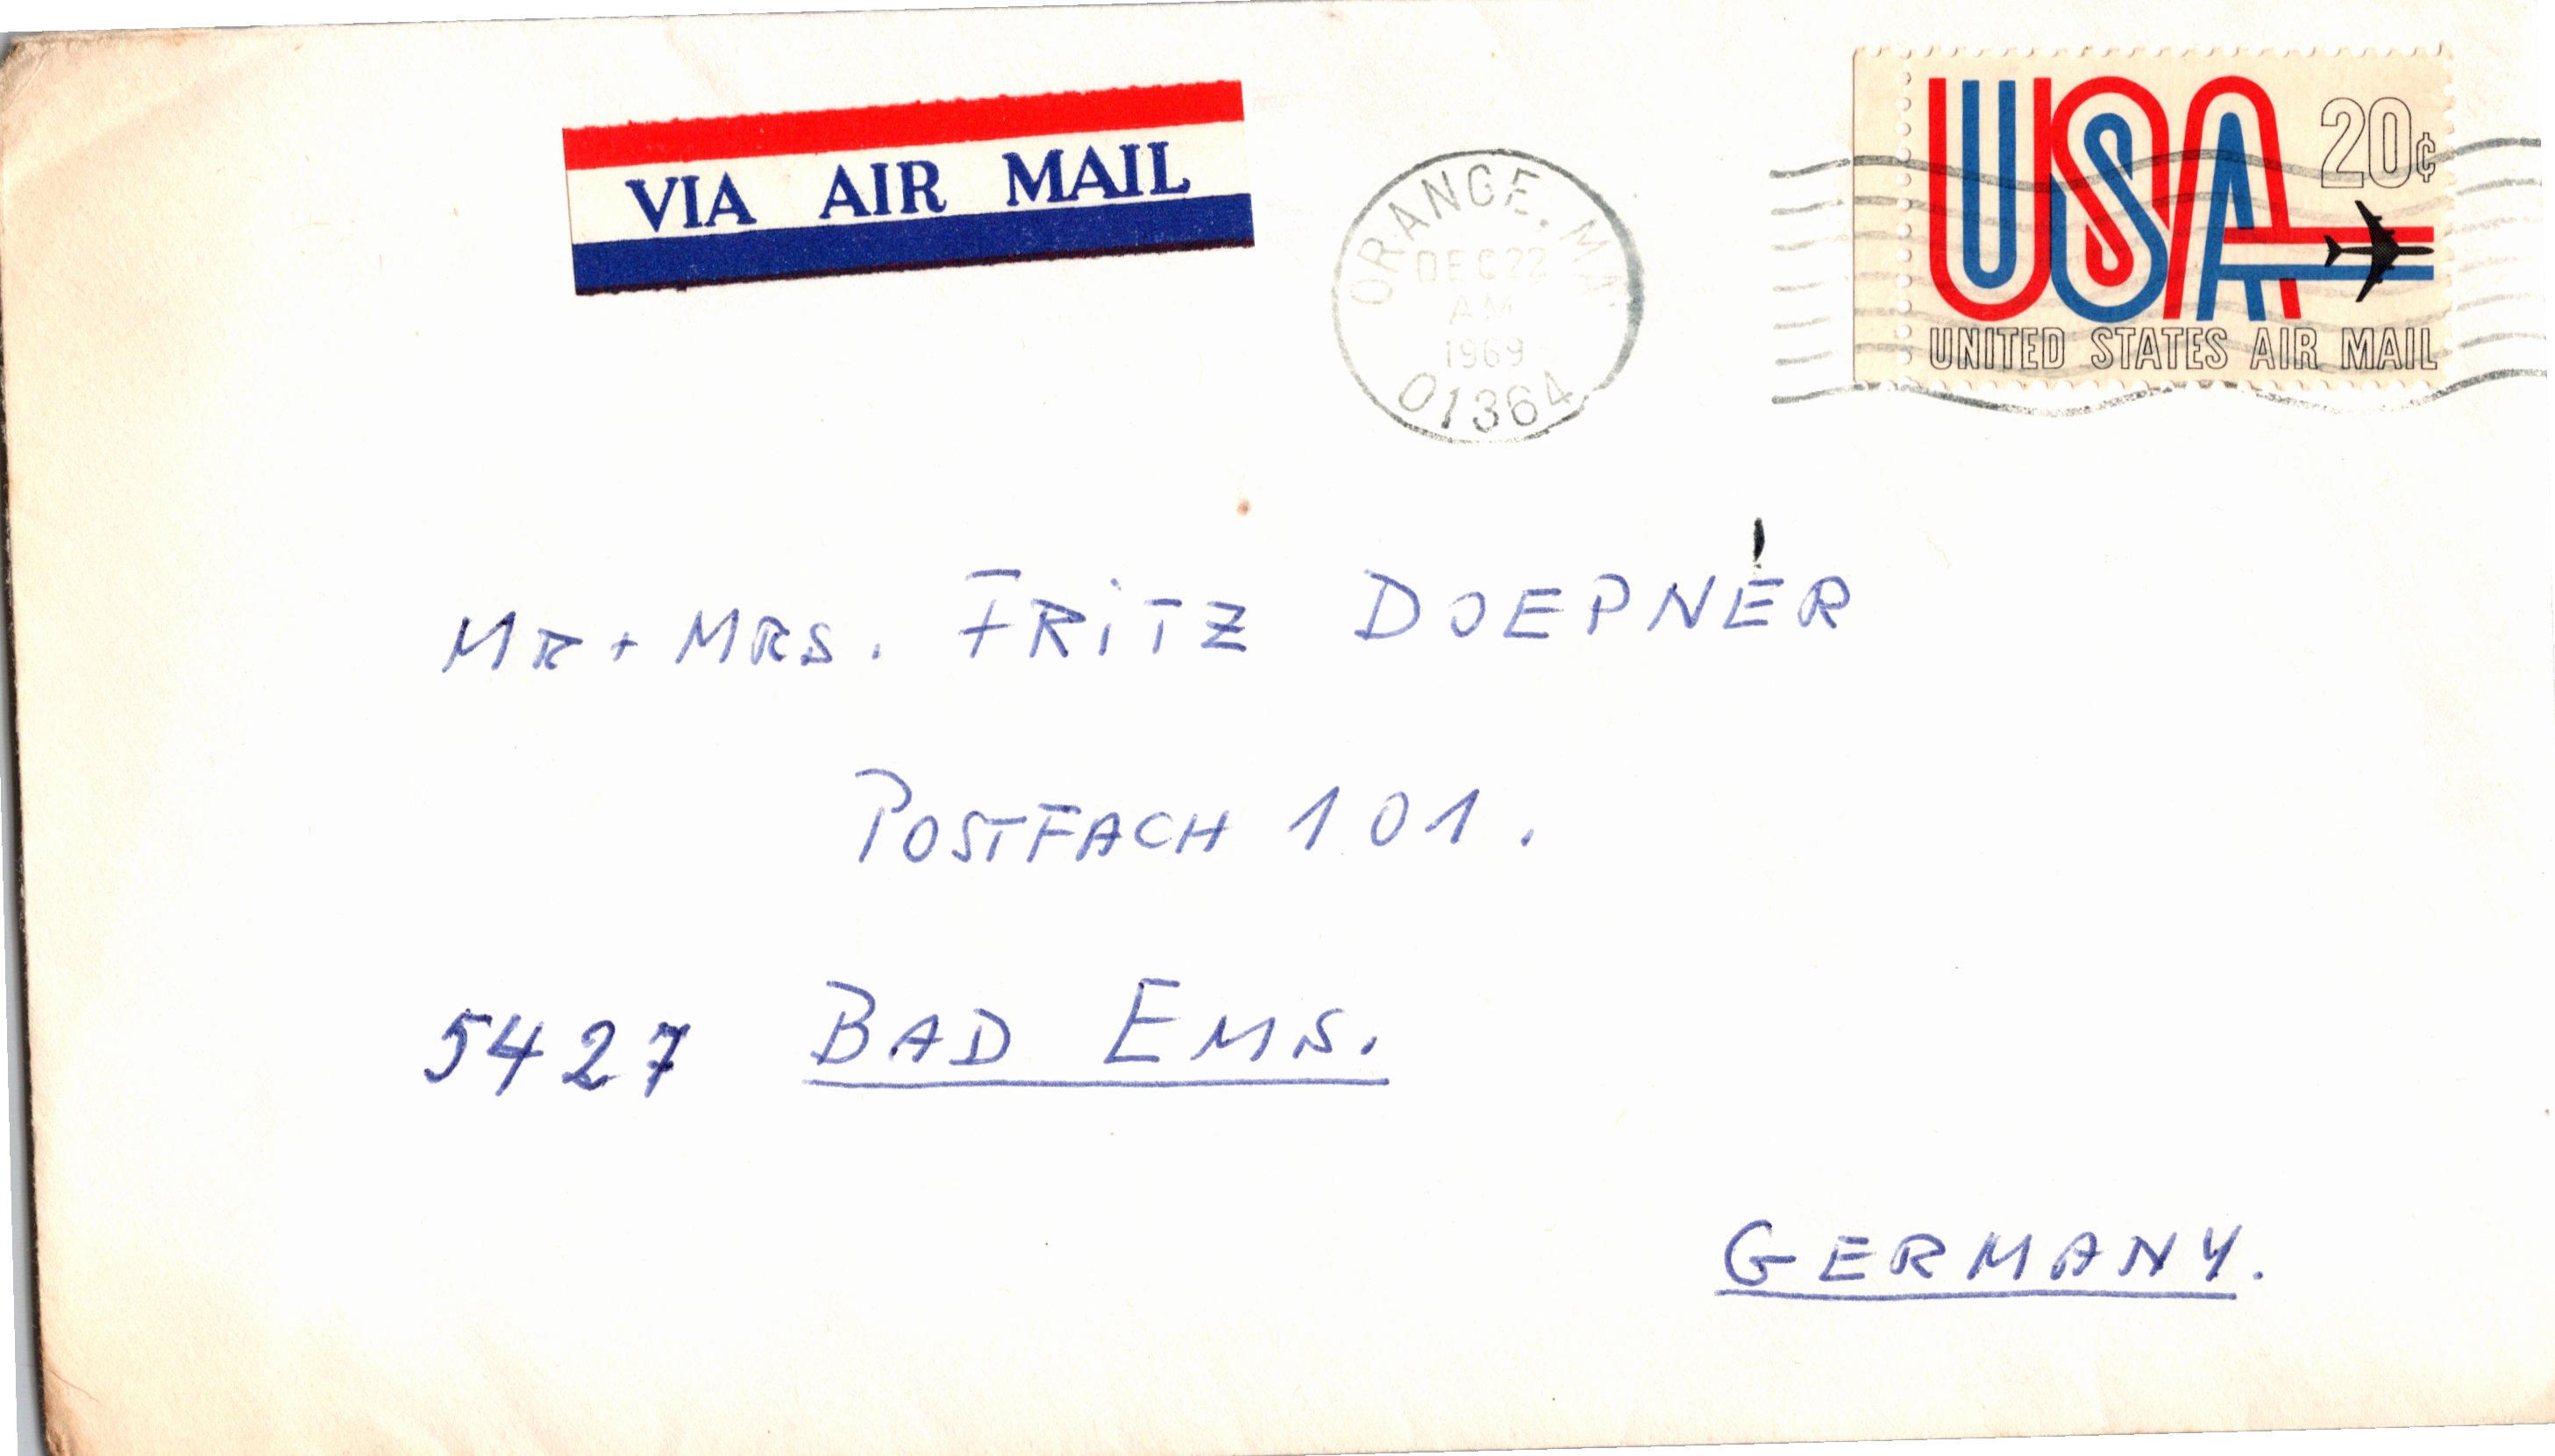 VIA AIR MAIL
ORANGE. MA
DEC 22
AM
1969
01364
USA
20¢
UNITED STATES AIR MAIL
MR + MRS. FRITZ DOEPNER
POSTFACH 101.
5427 BAD EMS.
GERMANY.